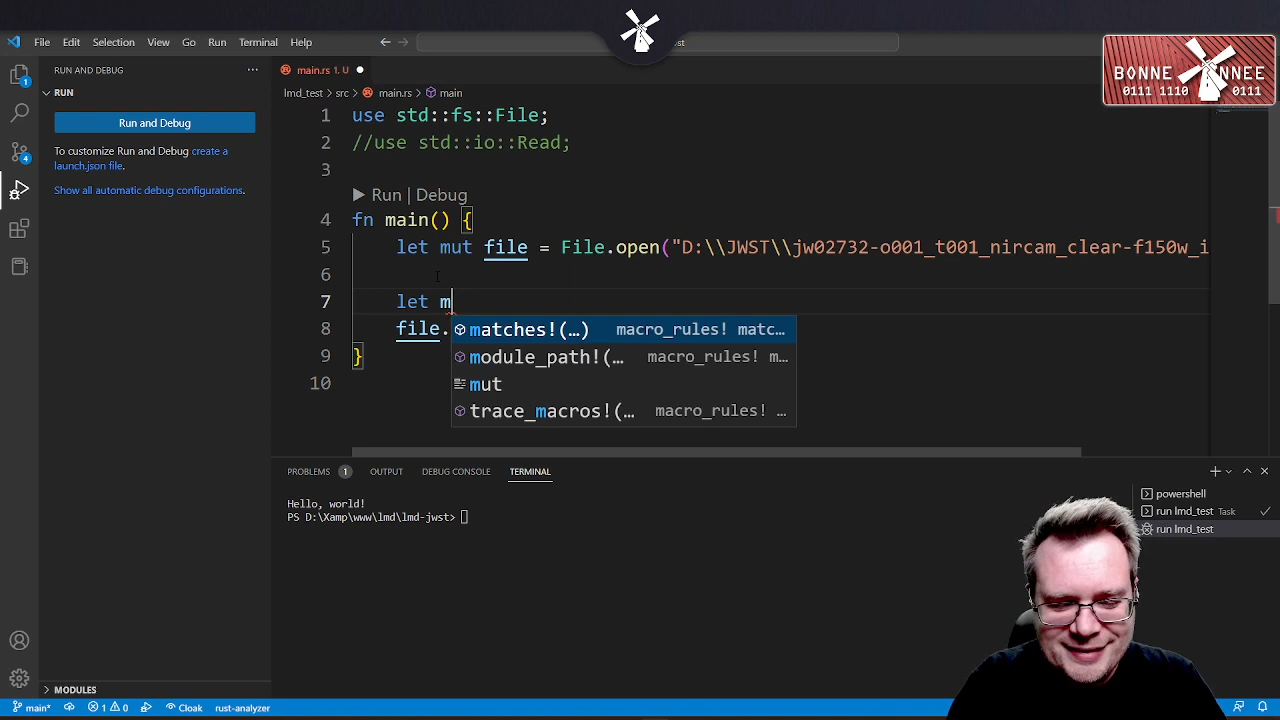 File Edit Selection View Go Run Terminal Help
st
BONNE ANNEE
0111 1110 0111
RUN AND DEBUG
RUN
Run and Debug
To customize Run and Debug create a
launch.json file.
Show all automatic debug configurations.
main.rs 1, U
lmd_test > src > main.rs > main
1 use std::fs::File;
2 //use std::io::Read;
3
Run | Debug
4 fn main() {
5 let mut file = File.open("D:\\JWST\\jw02732-o001_t001_nircam_clear-f150w_i
6
7 let m
8 file.
9 }
10
matches!(…) macro_rules! matc…
module_path!(… macro_rules! m…
mut
trace_macros!(… macro_rules! …
PROBLEMS 1 OUTPUT DEBUG CONSOLE TERMINAL
Hello, world!
PS D:\Xamp\www\lmd\lmd-jwst>
powershell
run lmd_test Task
run lmd_test
MODULES
main* 1 0 Cloak rust-analyzer
1
4